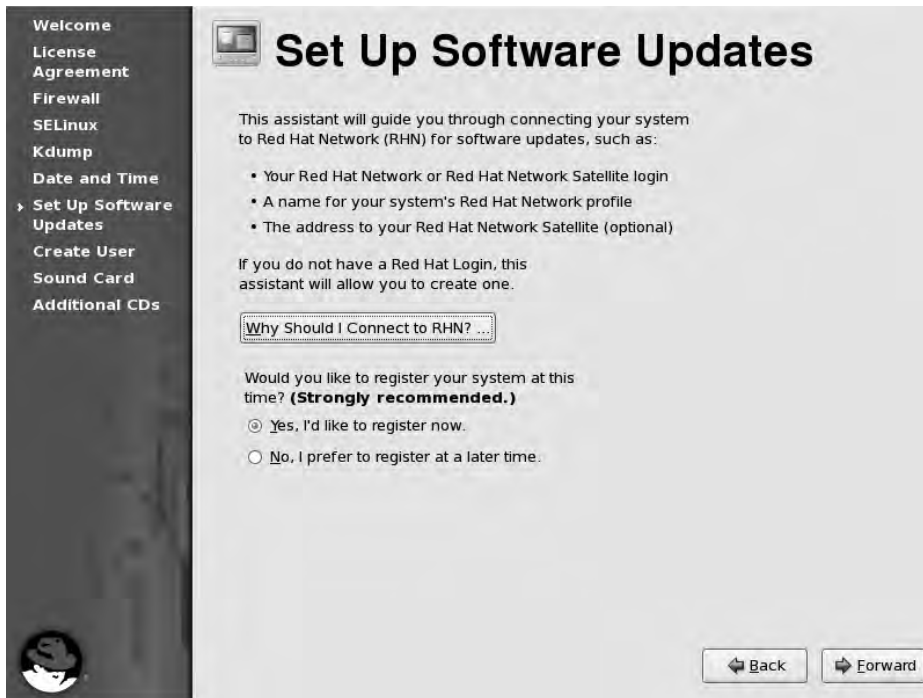 Welcome
License
Agreement
Firewall
SELinux
Kdump
Date and Time
Set Up Software
Updates
Create User
Sound Card
Additional CDs
Set Up Software Updates
This assistant will guide you through connecting your system
to Red Hat Network (RHN) for software updates, such as:
• Your Red Hat Network or Red Hat Network Satellite login
• A name for your system's Red Hat Network profile
• The address to your Red Hat Network Satellite (optional)
If you do not have a Red Hat Login, this
assistant will allow you to create one.
Why Should I Connect to RHN? ...
Would you like to register your system at this
time? (Strongly recommended.)
Yes, I'd like to register now.
No, I prefer to register at a later time.
Back
Forward